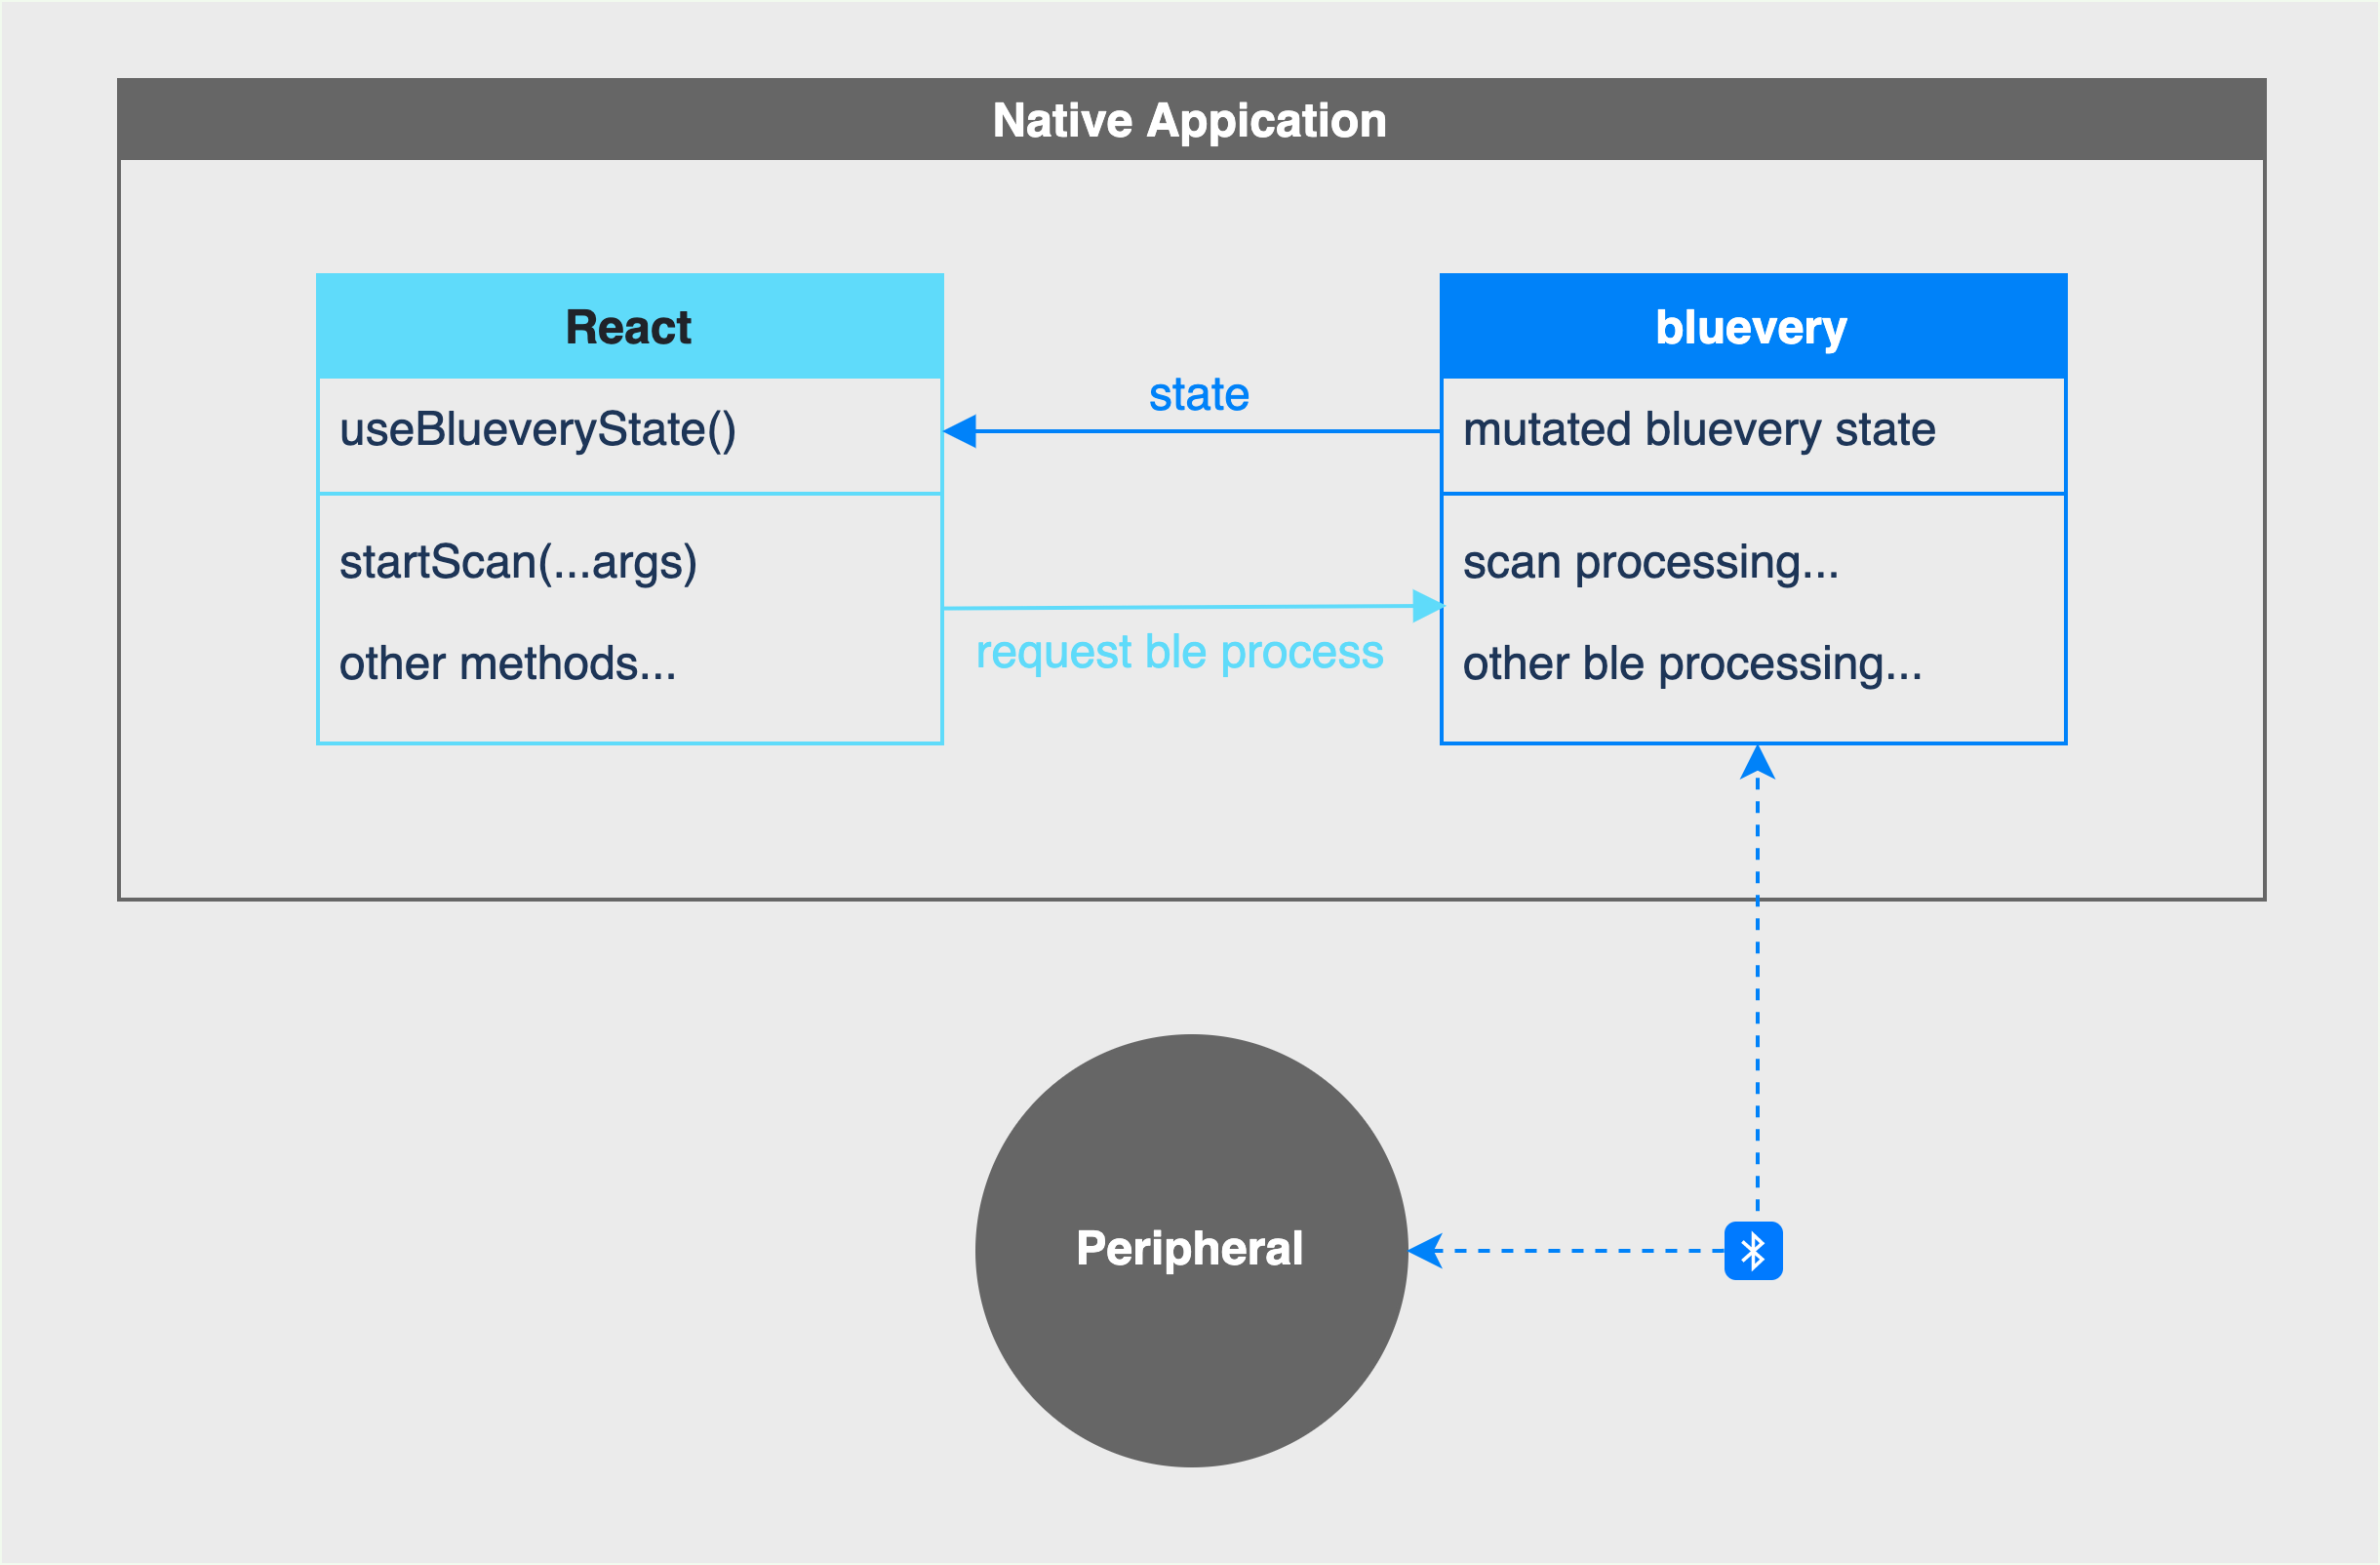 Native Appication
React
useBlueveryState()
startScan(...args)
other methods...
state
request ble process
bluevery
mutated bluevery state
scan processing...
other ble processing...
Peripheral